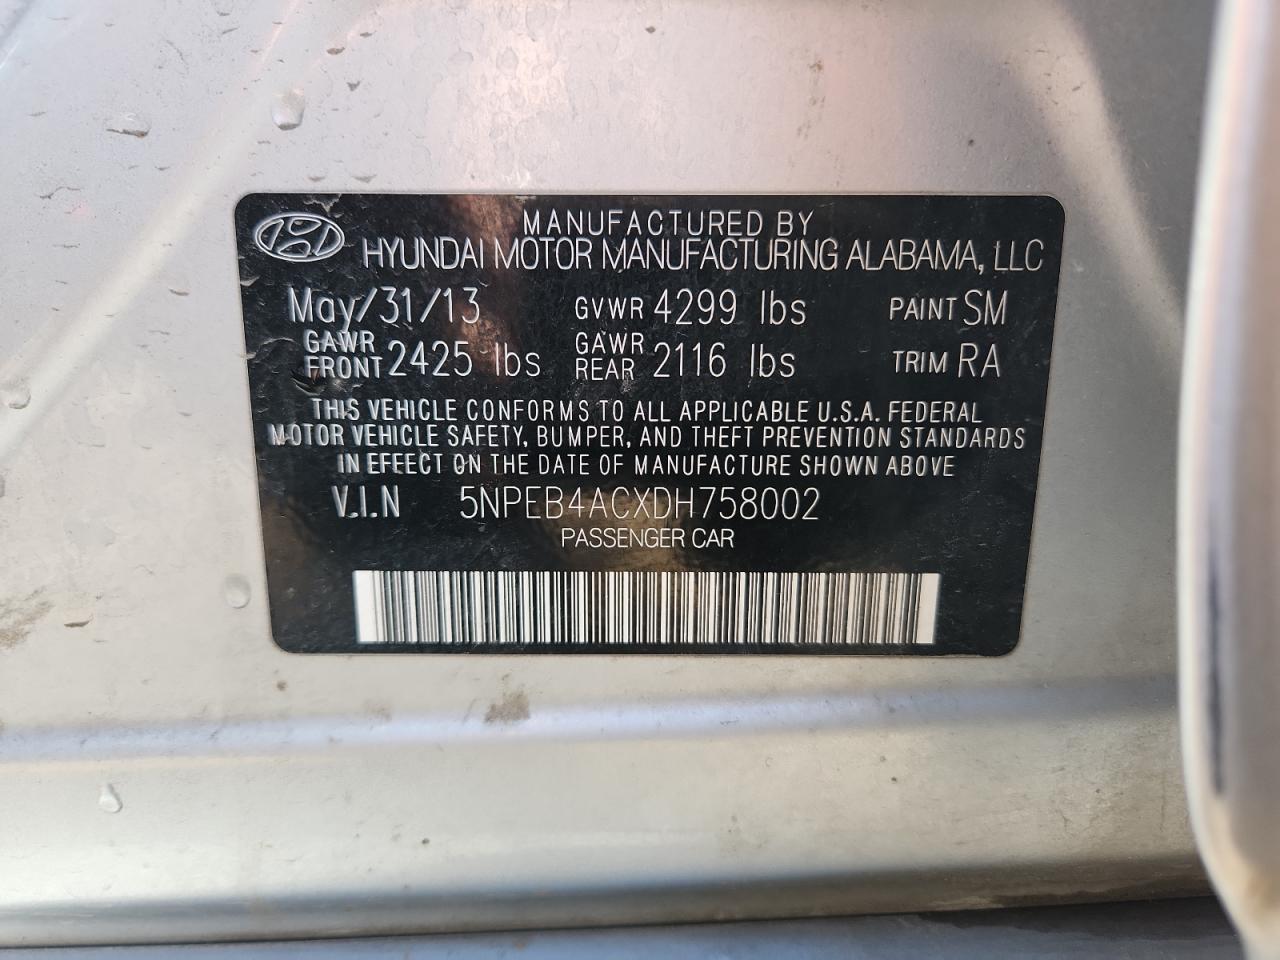 MANUFACTURED BY
HYUNDAI MOTOR MANUFACTURING ALABAMA, LLC
May/31/13 GVWR 4299 lbs PAINT SM
GAWR FRONT 2425 lbs GAWR REAR 2116 lbs TRIM RA
THIS VEHICLE CONFORMS TO ALL APPLICABLE U.S.A. FEDERAL
MOTOR VEHICLE SAFETY, BUMPER, AND THEFT PREVENTION STANDARDS
IN EFFECT ON THE DATE OF MANUFACTURE SHOWN ABOVE
V.I.N 5NPEB4ACXDH758002
PASSENGER CAR